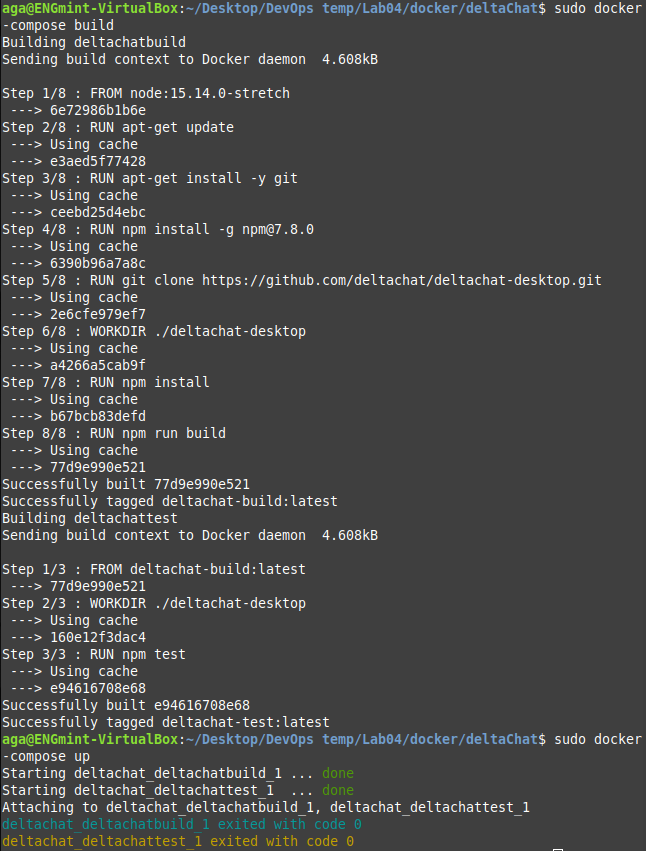 aga@ENGmint-VirtualBox:~/Desktop/DevOps temp/Lab04/docker/deltaChat$ sudo docker
-compose build
Building deltachatbuild
Sending build context to Docker daemon  4.608kB

Step 1/8 : FROM node:15.14.0-stretch
 ---> 6e72986b1b6e
Step 2/8 : RUN apt-get update
 ---> Using cache
 ---> e3aed5f77428
Step 3/8 : RUN apt-get install -y git
 ---> Using cache
 ---> ceebd25d4ebc
Step 4/8 : RUN npm install -g npm@7.8.0
 ---> Using cache
 ---> 6390b96a7a8c
Step 5/8 : RUN git clone https://github.com/deltachat/deltachat-desktop.git
 ---> Using cache
 ---> 2e6cfe979ef7
Step 6/8 : WORKDIR ./deltachat-desktop
 ---> Using cache
 ---> a4266a5cab9f
Step 7/8 : RUN npm install
 ---> Using cache
 ---> b67bcb83defd
Step 8/8 : RUN npm run build
 ---> Using cache
 ---> 77d9e990e521
Successfully built 77d9e990e521
Successfully tagged deltachat-build:latest
Building deltachattest
Sending build context to Docker daemon  4.608kB

Step 1/3 : FROM deltachat-build:latest
 ---> 77d9e990e521
Step 2/3 : WORKDIR ./deltachat-desktop
 ---> Using cache
 ---> 160e12f3dac4
Step 3/3 : RUN npm test
 ---> Using cache
 ---> e94616708e68
Successfully built e94616708e68
Successfully tagged deltachat-test:latest
aga@ENGmint-VirtualBox:~/Desktop/DevOps temp/Lab04/docker/deltaChat$ sudo docker
-compose up
Starting deltachat_deltachatbuild_1 ... done
Starting deltachat_deltachattest_1  ... done
Attaching to deltachat_deltachatbuild_1, deltachat_deltachattest_1
deltachat_deltachatbuild_1 exited with code 0
deltachat_deltachattest_1 exited with code 0